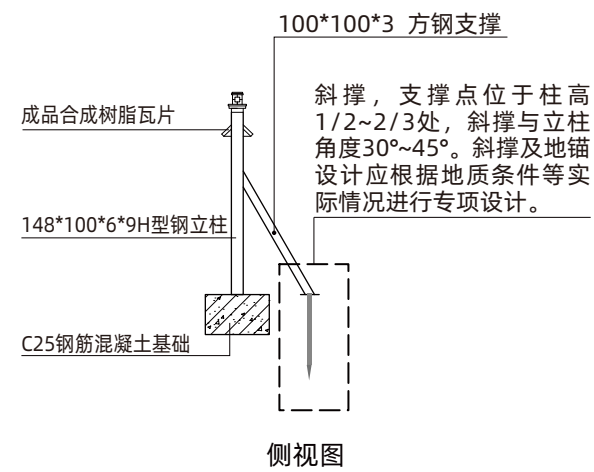 100*100*3 方钢支撑
斜撑，支撑点位于柱高
1/2~2/3处，斜撑与立柱
角度30°~45°。斜撑及地锚
设计应根据地质条件等实
际情况进行专项设计。
成品合成树脂瓦片
148*100*6*9H型钢立柱
C25钢筋混凝土基础
侧视图